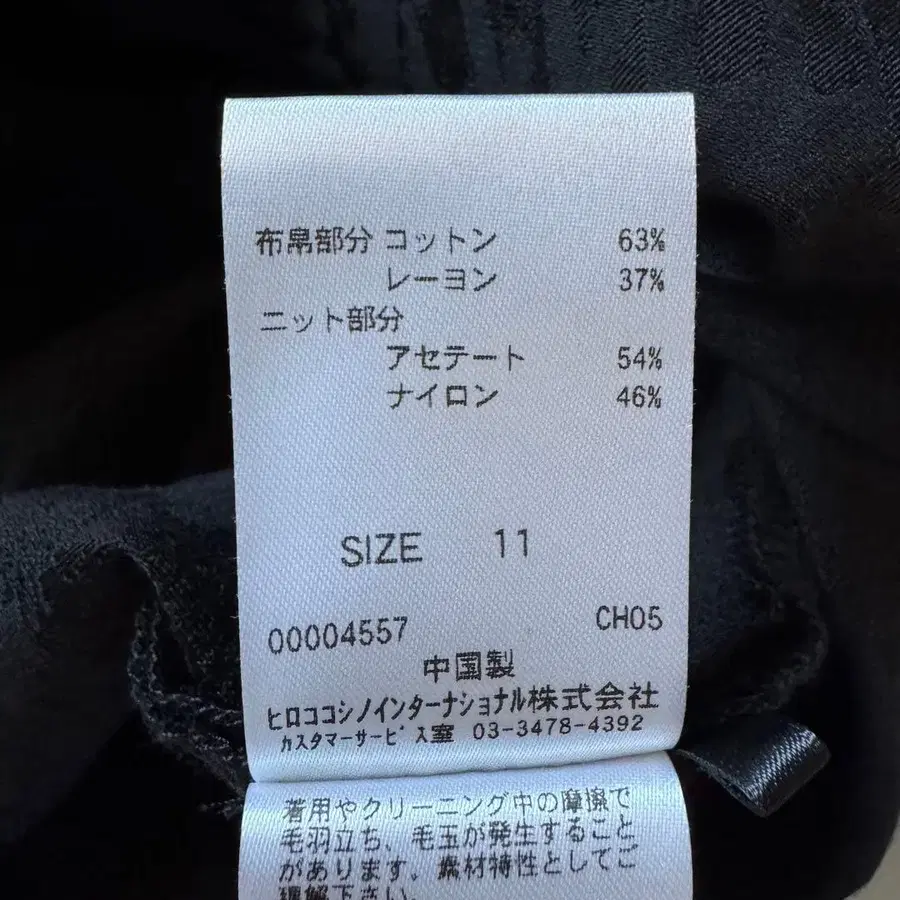 布帛部分 コットン 63%
レーヨン 37%
ニット部分
アセテート 54%
ナイロン 46%
SIZE 11
00004557 CH05
中国製
ヒロココシノインターナショナル株式会社
カスタマーサービス室 03-3478-4392
着用やクリーニング中の摩擦で
毛羽立ち、毛玉が発生すること
があります。素材特性としてご
理解下さい。